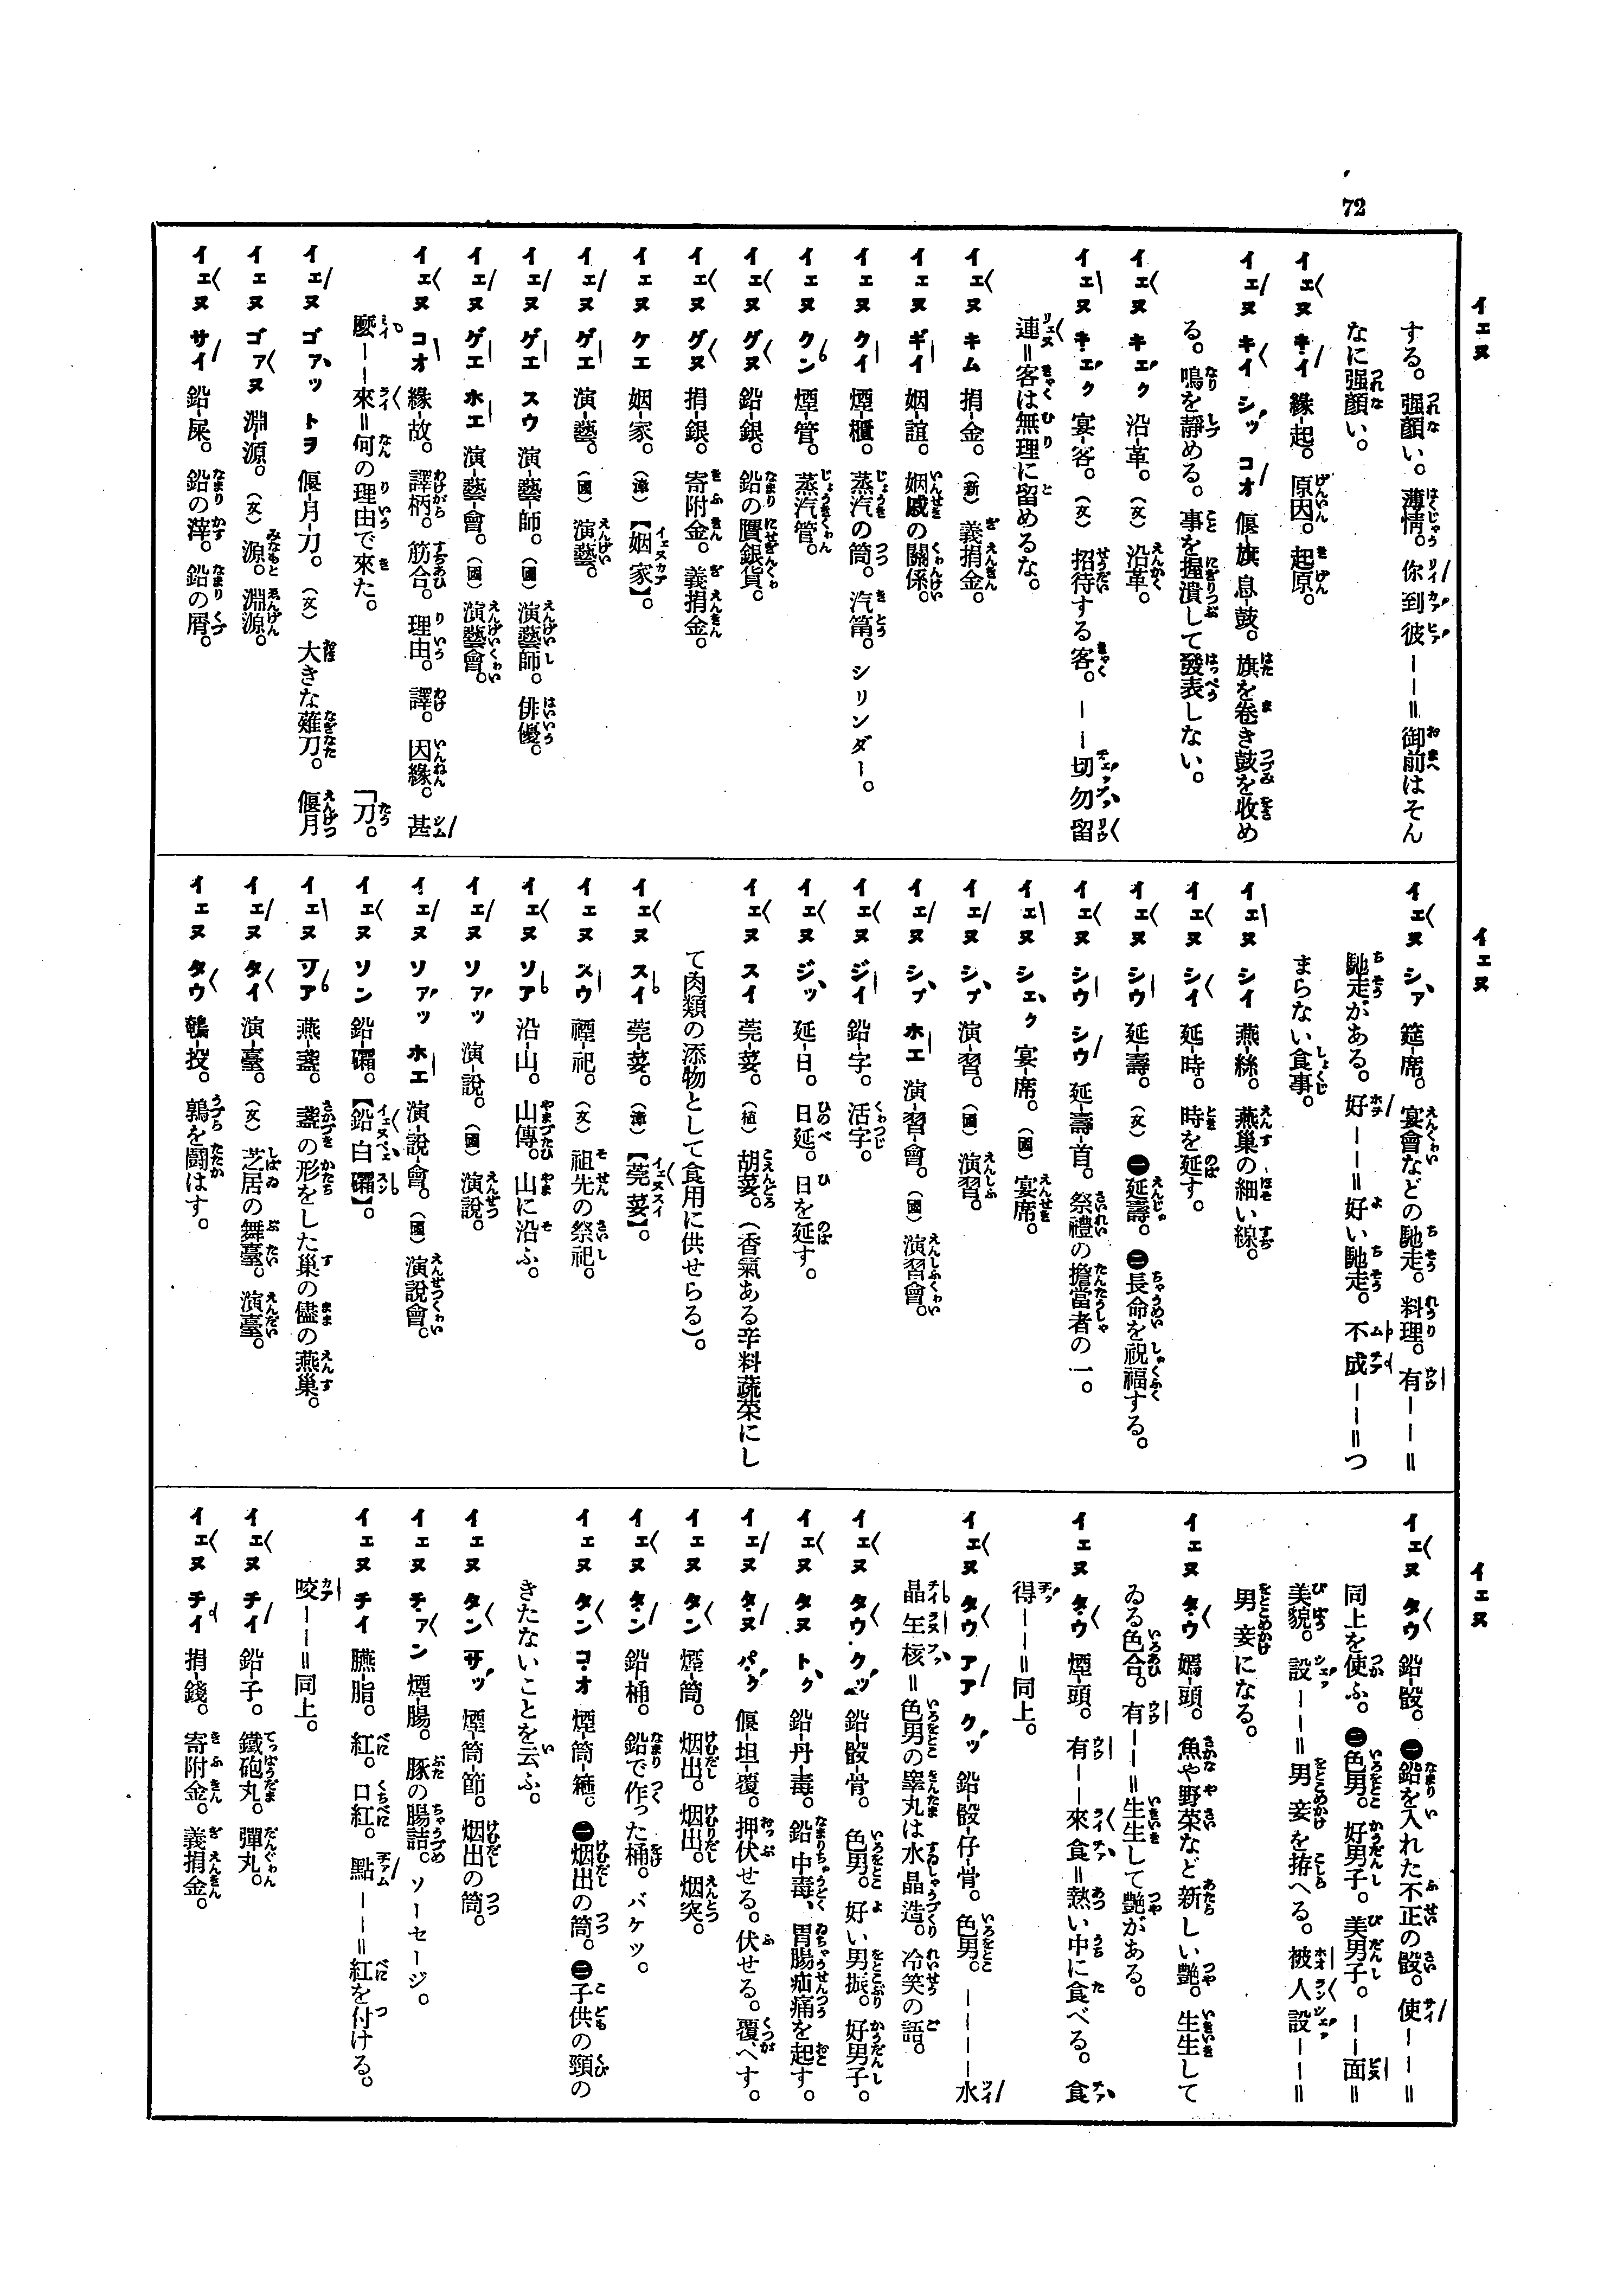 72
イエヌ
する。强顔い。薄情。你到彼ーー＝御前はそん
なに强顔い。
イエヌ キイ 緣-起。原因。起原。
イエヌ キイ シッ コオ 偃-旗 息-鼓。旗を卷き鼓を收め
る。鳴を靜める。事を握潰して發表しない。
イエヌ キェク 沿-革。（文）沿革。
イエヌ キェク 宴-客。（文）招待する客。ーー切勿留
連＝客は無理に留めるな。
イエヌ キム 捐-金。（新）義捐金。
イエヌ ギイ 姻-誼。姻戚の關係。
イエヌ クイ 煙-櫃。蒸汽の筒。汽筩。シリンダー。
イエヌ クン 煙-管。蒸汽管。
イエヌ グヌ 鉛-銀。鉛の贋銀貨。
イエヌ グヌ 捐-銀。寄附金。義捐金。
イエヌ ケエ 姻-家。（漳）【姻家】。
イエヌ ゲエ 演-藝。（國）演藝。
イエヌ ゲエ スウ 演-藝-師。（國）演藝師。俳優。
イエヌ ゲエ ホエ 演-藝-會。（國）演藝會。
イエヌ コオ 緣-故。譯柄。筋合。理由。譯。因緣。甚
麼ーー來＝何の理由で來た。「刀。
イエヌ ゴァッ トヲ 偃-月-刀。（文）大きな薙刀。偃月
イエヌ ゴァヌ 淵-源。（文）源。淵源。
イエヌ サイ 鉛-屎。鉛の滓。鉛の屑。
イエヌ
イエヌ シァ 筵-席。宴會などの馳走。料理。有ーー＝
馳走がある。好ーー＝好い馳走。不成ーー＝つ
まらない食事。
イエヌ シイ 燕-絲。燕巢の細い線。
イエヌ シイ 延-時。時を延す。
イエヌ シウ 延-壽。（文）㊀延壽。㊁長命を祝福する。
イエヌ シウ シウ 延-壽-首。祭禮の擔當者の一。
イエヌ シェク 宴-席。（國）宴席。
イエヌ シプ 演-習。（國）演習。
イエヌ シプ ホエ 演-習-會。（國）演習會。
イエヌ ジイ 鉛-字。活字。
イエヌ ジッ 延-日。日延。日を延す。
イエヌ スイ 莞-荽。（植）胡荽。（香氣ある辛料蔬菜にし
て肉類の添物として食用に供せらる）。
イエヌ スイ 莞-荽。（漳）【莞荽】。
イエヌ スウ 禋-祀。（文）祖先の祭祀。
イエヌ ソア 沿-山。山傳。山に沿ふ。
イエヌ ソァッ 演-說。（國）演說。
イエヌ ソァッ ホエ 演-說-會。（國）演說會。
イエヌ ソン 鉛-礵。【鉛白礵】。
イエヌ ツア 燕-盞。盞の形をした巢の儘の燕巢。
イエヌ タイ 演-臺。（文）芝居の舞臺。演臺。
イエヌ タウ 鵪-投。鶉を鬪はす。
イエヌ
イエヌ タウ 鉛-骰。㊀鉛を入れた不正の骰。使ーー＝
同上を使ふ。㊁色男。好男子。美男子。ーー面＝
美貌。設ーー＝男妾を拵へる。被人設ーー＝
男妾になる。
イエヌ タウ 嫣-頭。魚や野菜など新しい艶。生生して
ゐる色合。有ーー＝生生して艶がある。
イエヌ タウ 煙-頭。有ーー來食＝熱い中に食べる。食
得ーー＝同上。
イエヌ タウ アア クッ 鉛-骰-仔-骨。色男。ーーー水
晶生核＝色男の睾丸は水晶造。冷笑の語。
イエヌ タウ クッ 鉛-骰-骨。色男。好い男振。好男子。
イエヌ タヌ トク 鉛-丹-毒。鉛中毒、胃腸疝痛を起す。
イエヌ タヌ パク 偃-坦-覆。押伏せる。伏せる。覆へす。
イエヌ タン 煙-筒。烟出。烟出。烟突。
イエヌ タン 鉛-桶。鉛で作った桶。バケッ。
イエヌ タン コオ 煙-筒-箍。㊀烟出の筒。㊁子供の頸の
きたないことを云ふ。
イエヌ タン サッ 煙-筒-節。烟出の筒。
イエヌ チァン 煙-腸。豚の腸詰。ソーセージ。
イエヌ チイ 臙-脂。紅。口紅。點ーー＝紅を付ける。
咬ーー＝同上。
イエヌ チイ 鉛-子。鐵砲丸。彈丸。
イエヌ チイ 捐-錢。寄附金。義捐金。